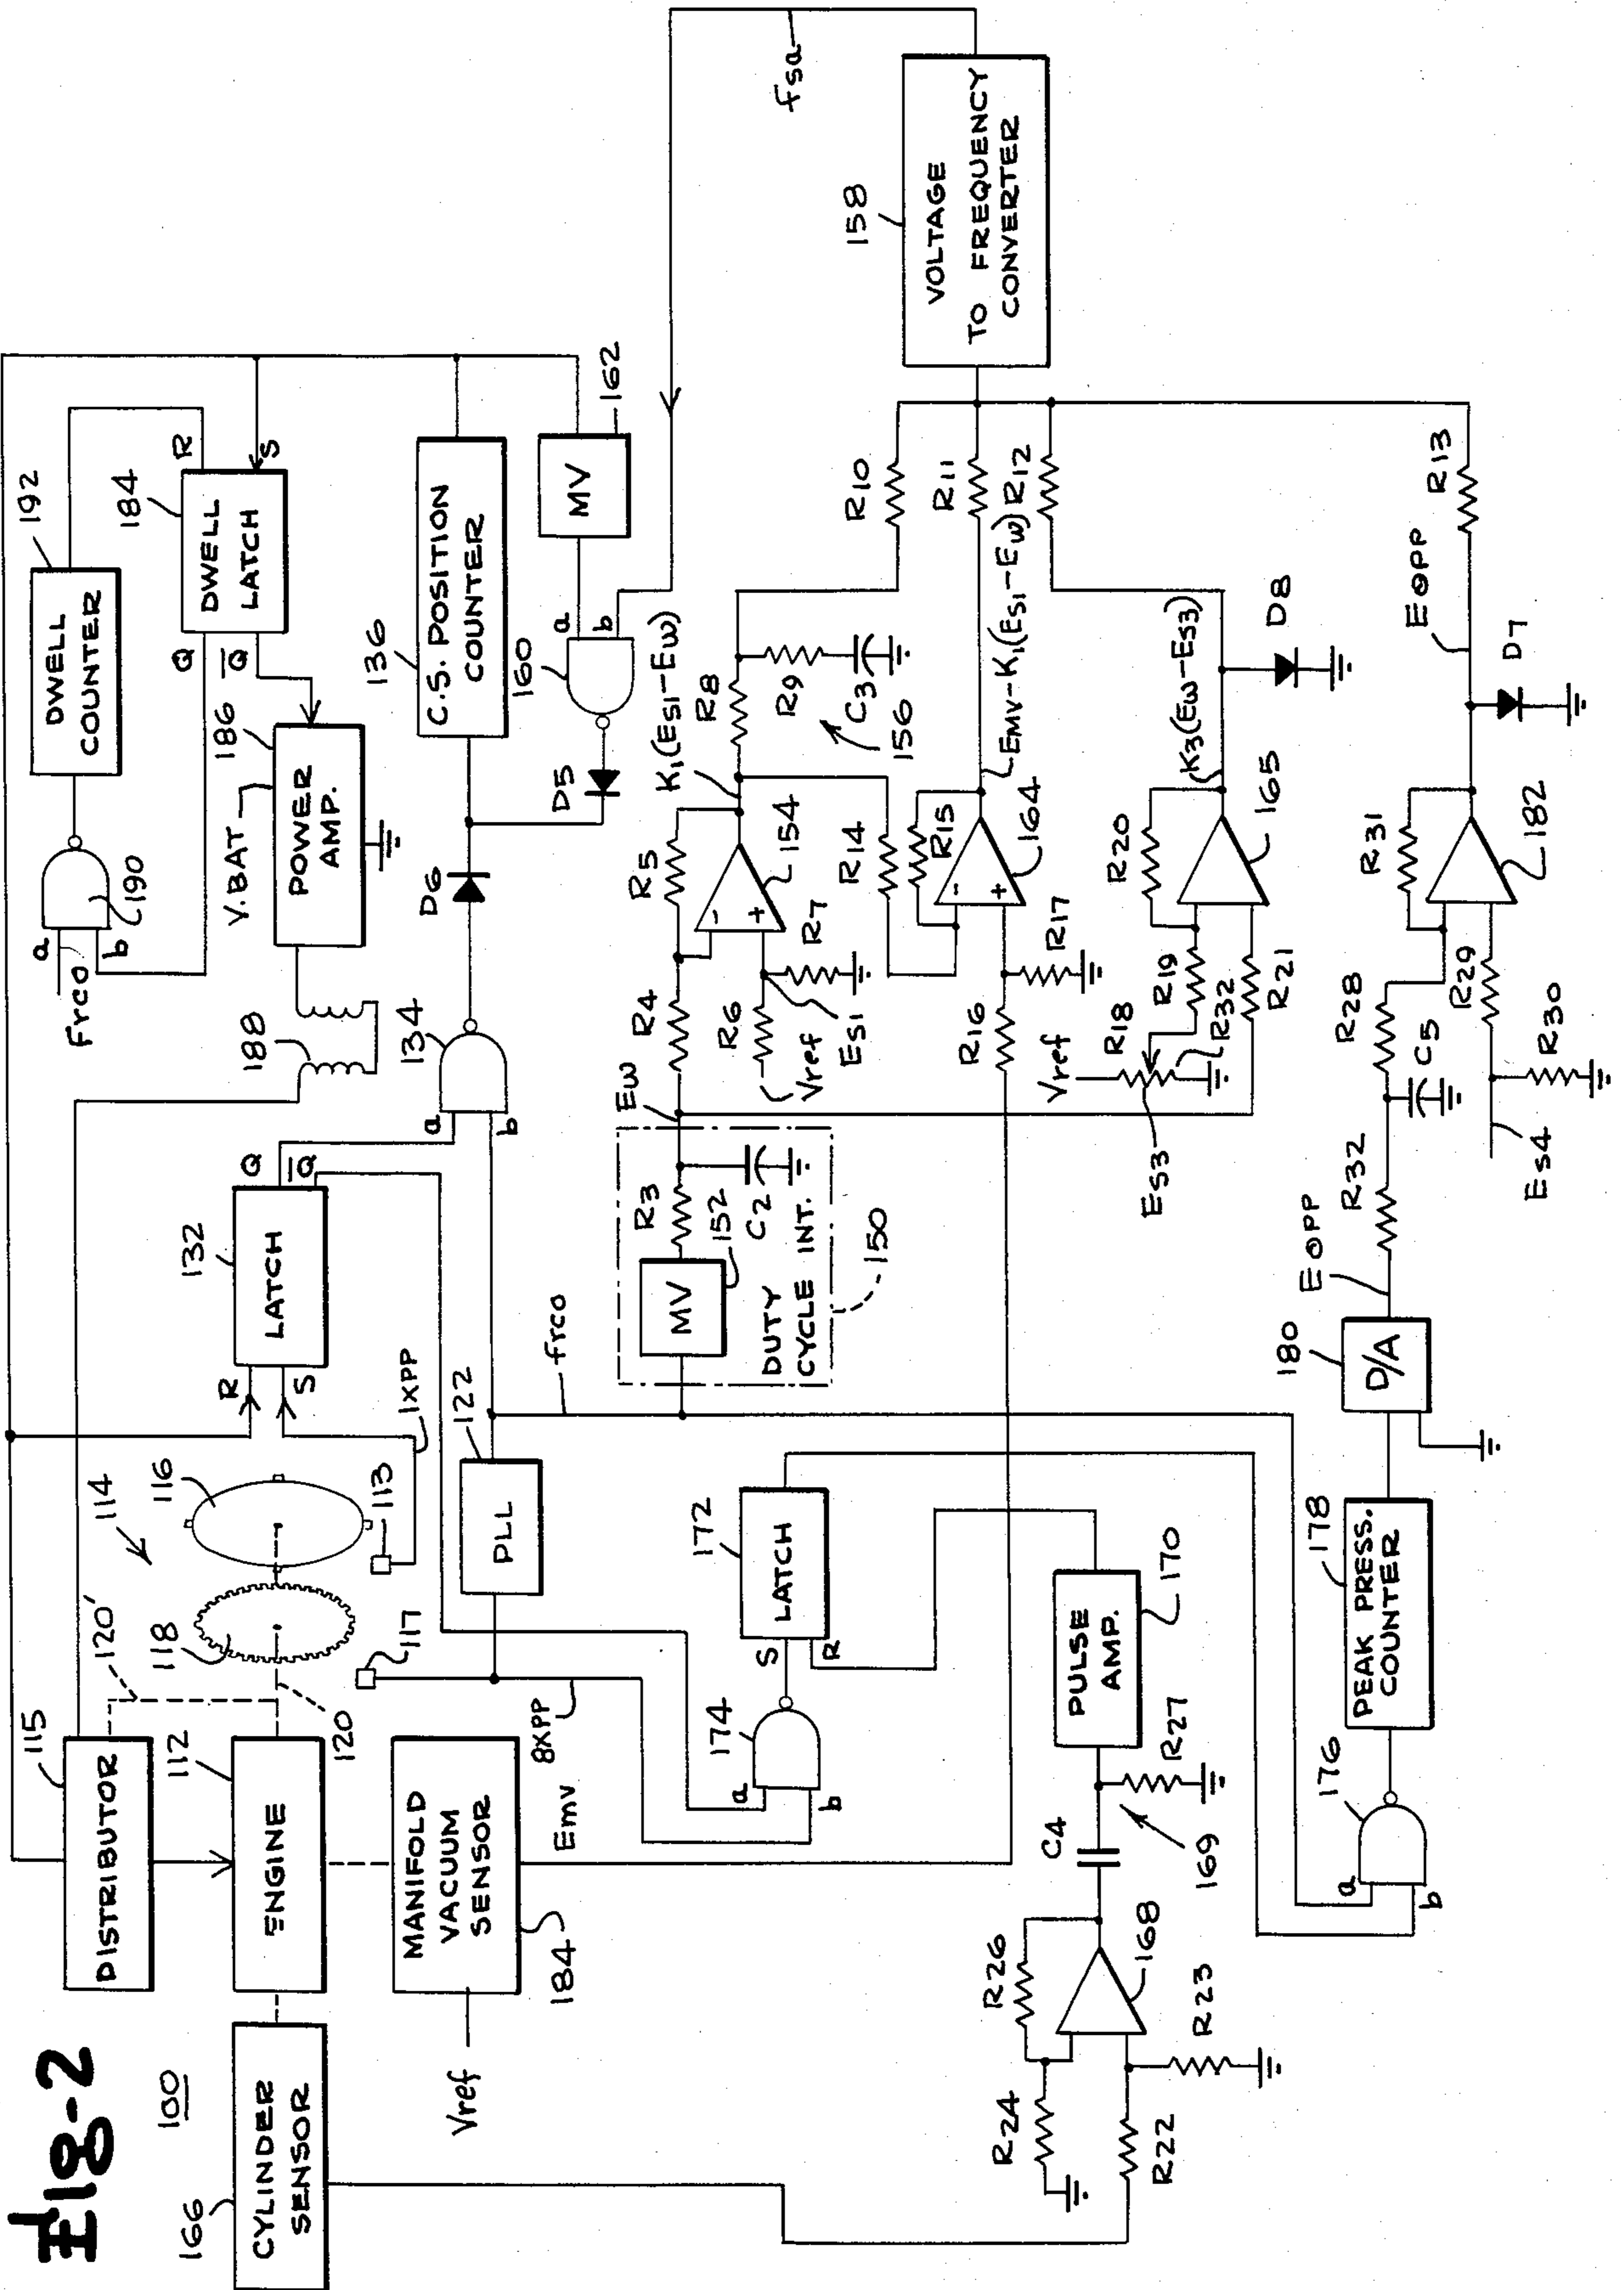 Fig-2
100
166
CYLINDER
SENSOR
115
DISTRIBUTOR
112
ENGINE
MANIFOLD
VACUUM
SENSOR
184
Vref
Emv
120'
120
118
114
116
117
113
8XPP
1XPP
132
LATCH
R
S
Q
Q
122
PLL
frco
134
a
b
D6
188
V.BAT
186
POWER
AMP.
Frco
a
b
190
192
DWELL
COUNTER
184
DWELL
LATCH
R
S
Q
Q
136
C.S. POSITION
COUNTER
162
MV
160
a
b
D5
fsa
158
VOLTAGE
TO FREQUENCY
CONVERTER
MV
152
R3
C2
DUTY
CYCLE INT.
150
Ew
R4
R5
R6
R7
Vref
Es1
154
K1(Es1-Ew)
R8
R9
C3
156
R10
R14
R15
R16
R17
164
EMV-K1(Es1-Ew)
R11
Vref
R18
R32
Es3
R19
R20
R21
165
K3(Ew-Es3)
R12
D8
174
a
b
172
LATCH
S
R
170
PULSE
AMP.
R27
169
C4
168
R26
R24
R23
R22
176
a
b
178
PEAK PRESS.
COUNTER
180
D/A
EΘPP
R32
C5
R28
R29
R30
Es4
R31
182
D7
EΘPP
R13